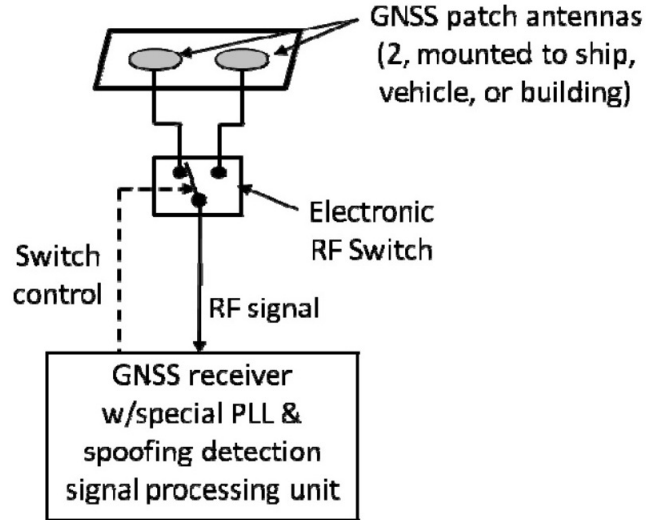 GNSS patch antennas
(2, mounted to ship,
vehicle, or building)
Electronic
RF Switch
Switch
control
RF signal
GNSS receiver
w/special PLL &
spoofing detection
signal processing unit